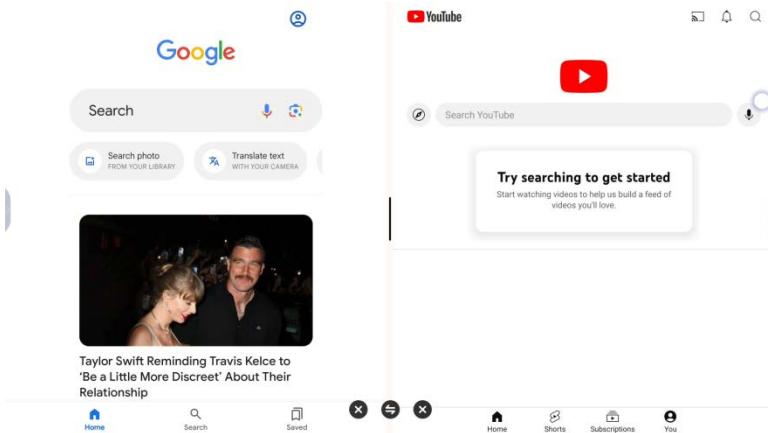 Google
Search
Search photo
FROM YOUR LIBRARY
Translate text
WITH YOUR CAMERA
Taylor Swift Reminding Travis Kelce to
‘Be a Little More Discreet’ About Their
Relationship
Home
Search
Saved
YouTube
Search YouTube
Try searching to get started
Start watching videos to help us build a feed of
videos you'll love.
Home
Shorts
Subscriptions
You